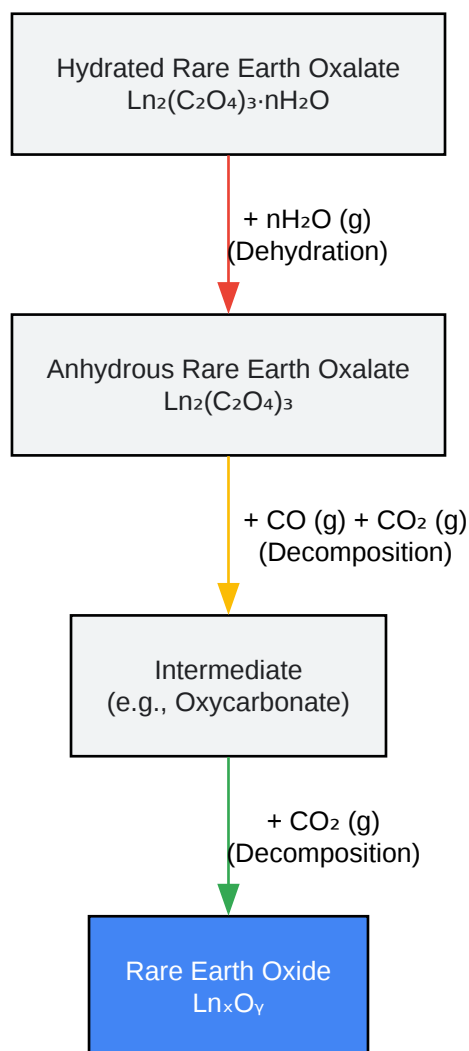 Hydrated Rare Earth Oxalate
Ln₂(C₂O₄)₃·nH₂O
+ nH₂O (g)
(Dehydration)
Anhydrous Rare Earth Oxalate
Ln₂(C₂O₄)₃
+ CO (g) + CO₂ (g)
(Decomposition)
Intermediate
(e.g., Oxycarbonate)
+ CO₂ (g)
(Decomposition)
Rare Earth Oxide
LnₓOᵧ